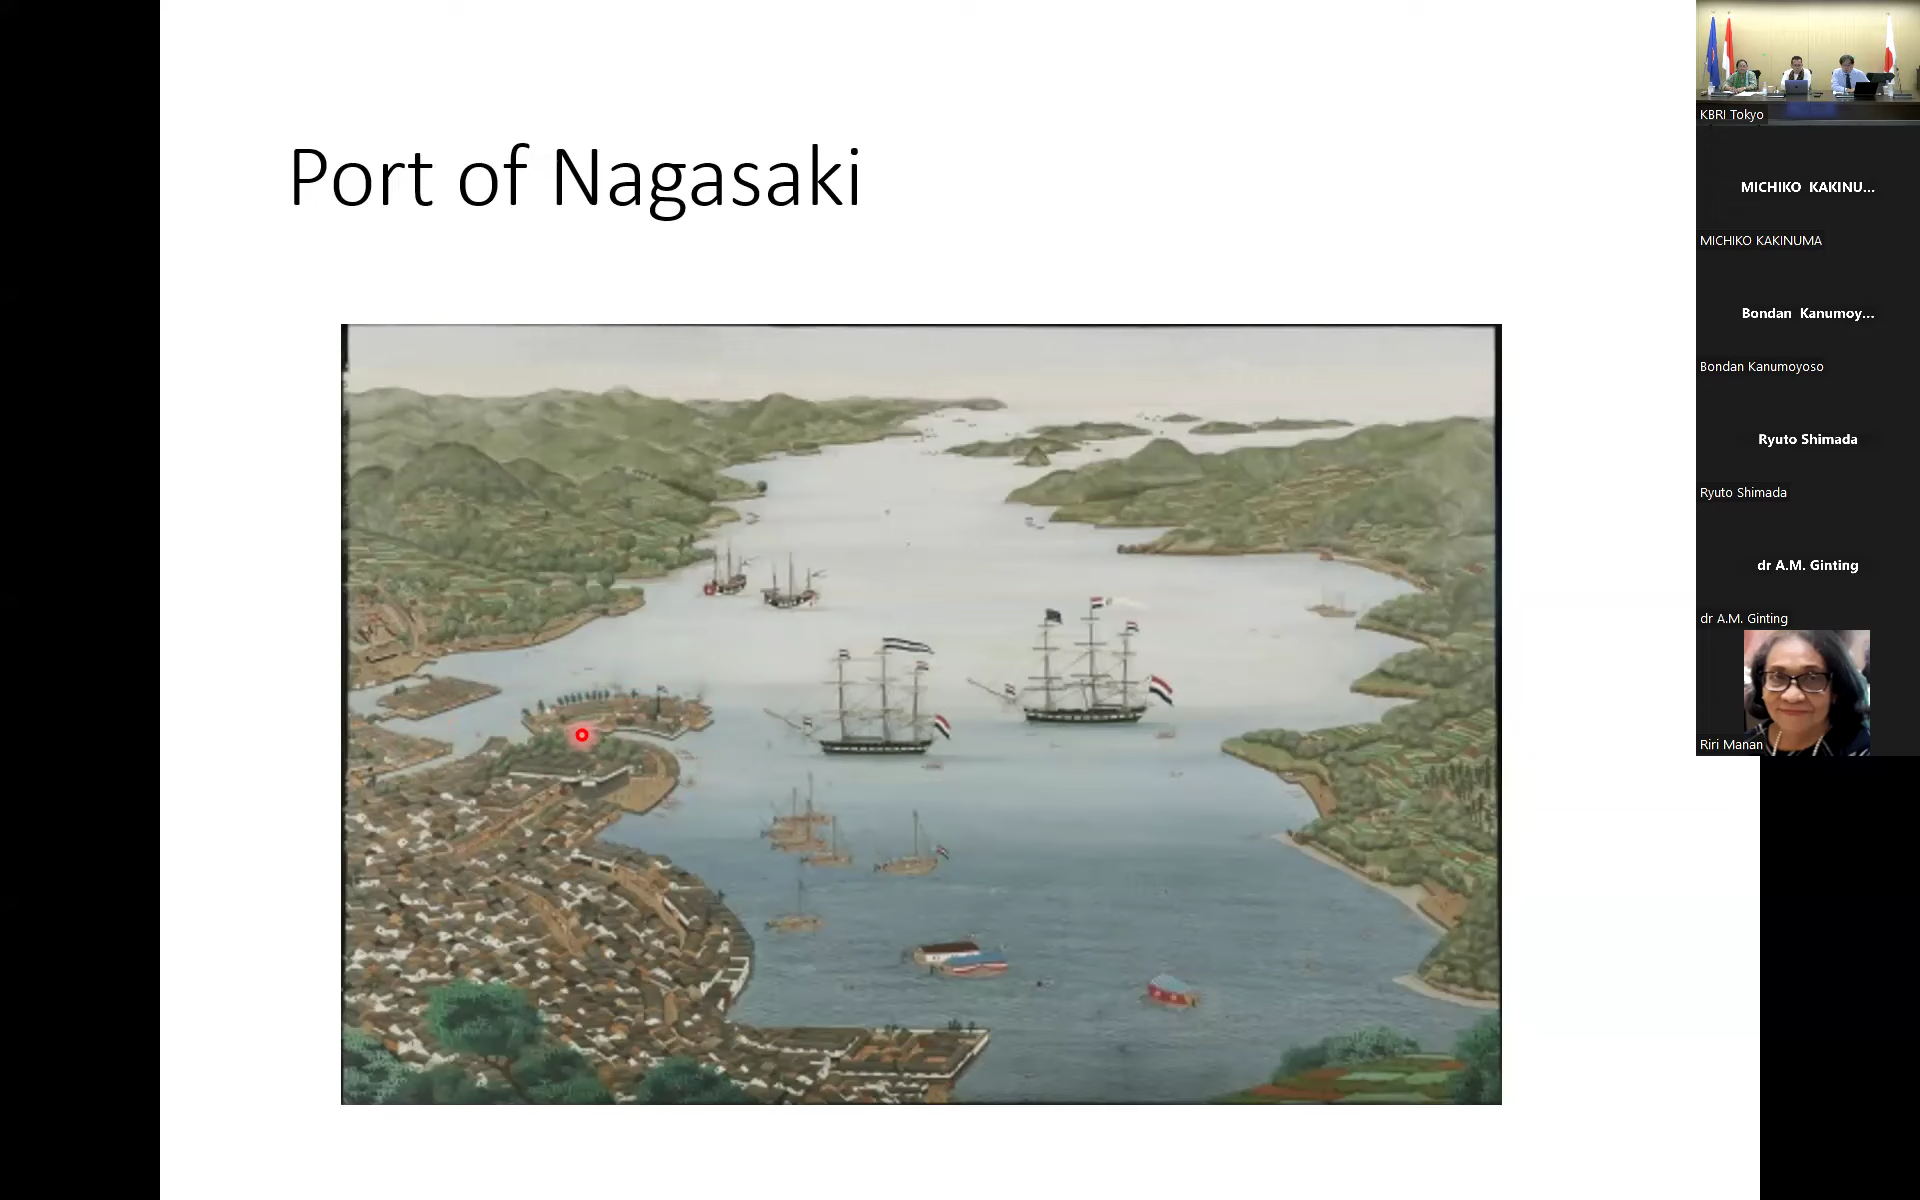 Port of Nagasaki
KBRI Tokyo
MICHIKO KAKINU...
MICHIKO KAKINUMA
Bondan Kanumoy...
Bondan Kanumoyoso
Ryuto Shimada
Ryuto Shimada
dr A.M. Ginting
dr A.M. Ginting
Riri Manan